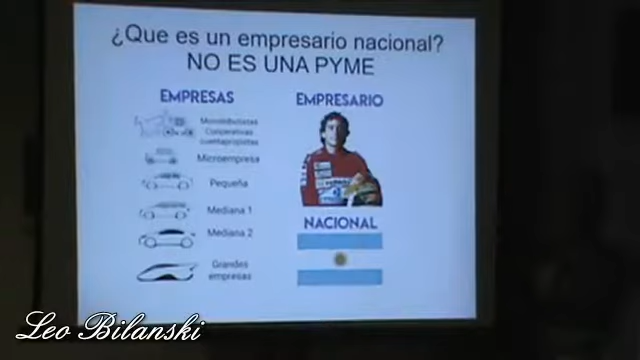 ¿Que es un empresario nacional?
NO ES UNA PYME
EMPRESAS
Monotributistas
Cooperativas
cuentapropistas
Microempresa
Pequeña
Mediana 1
Mediana 2
Grandes
empresas
EMPRESARIO
NACIONAL
Leo Bilanski